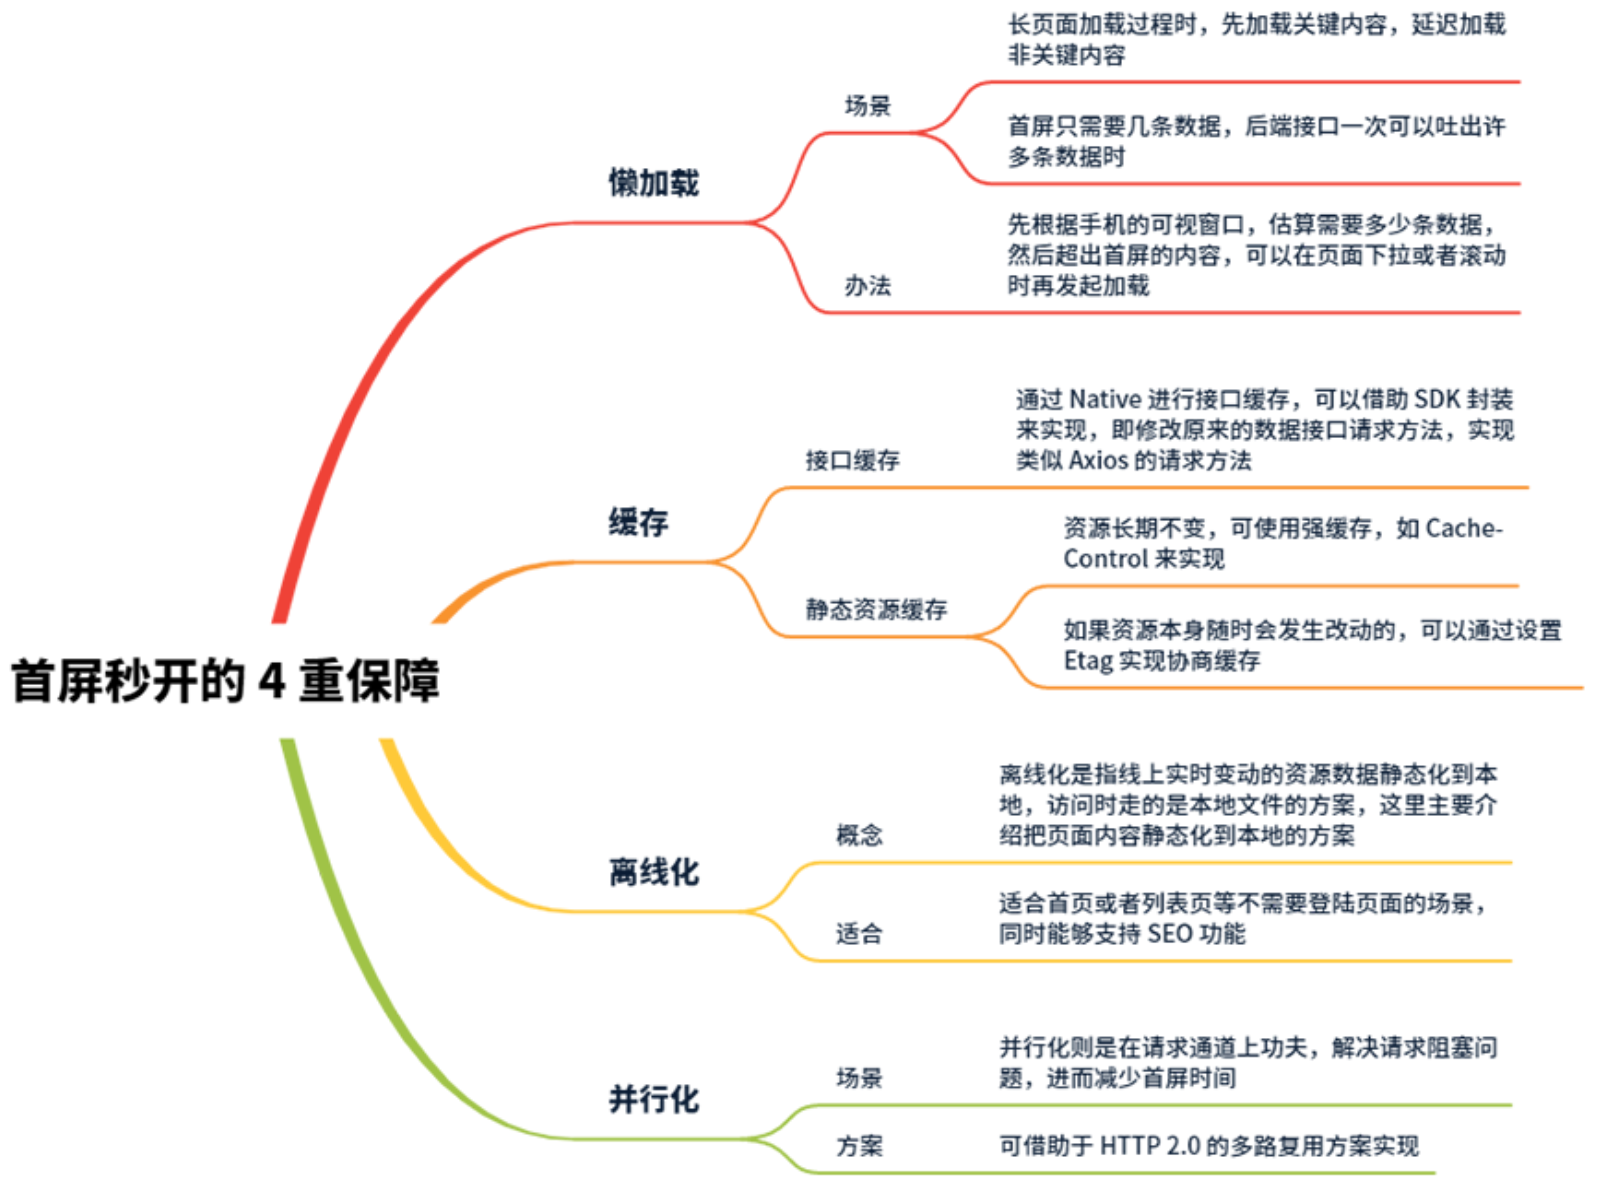 首屏秒开的 4 重保障
懒加载
场景
长页面加载过程时，先加载关键内容，延迟加载
非关键内容
首屏只需要几条数据，后端接口一次可以吐出许
多条数据时
办法
先根据手机的可视窗口，估算需要多少条数据，
然后超出首屏的内容，可以在页面下拉或者滚动
时再发起加载
缓存
接口缓存
通过 Native 进行接口缓存，可以借助 SDK 封装
来实现，即修改原来的数据接口请求方法，实现
类似 Axios 的请求方法
静态资源缓存
资源长期不变，可使用强缓存，如 Cache-
Control 来实现
如果资源本身随时会发生改动的，可以通过设置
Etag 实现协商缓存
离线化
概念
离线化是指线上实时变动的资源数据静态化到本
地，访问时走的是本地文件的方案，这里主要介
绍把页面内容静态化到本地的方案
适合
适合首页或者列表页等不需要登陆页面的场景，
同时能够支持 SEO 功能
并行化
场景
并行化则是在请求通道上功夫，解决请求阻塞问
题，进而减少首屏时间
方案
可借助于 HTTP 2.0 的多路复用方案实现